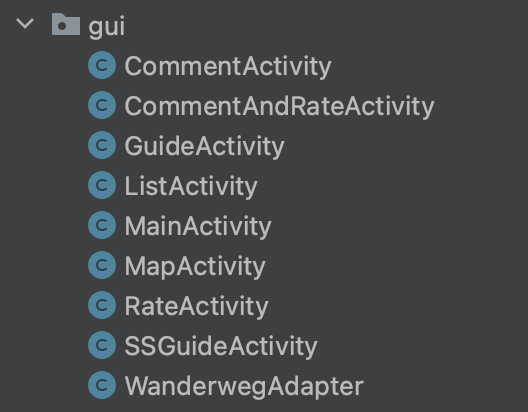 gui
C CommentActivity
C CommentAndRateActivity
C GuideActivity
C ListActivity
C MainActivity
C MapActivity
C RateActivity
C SSGuideActivity
C WanderwegAdapter